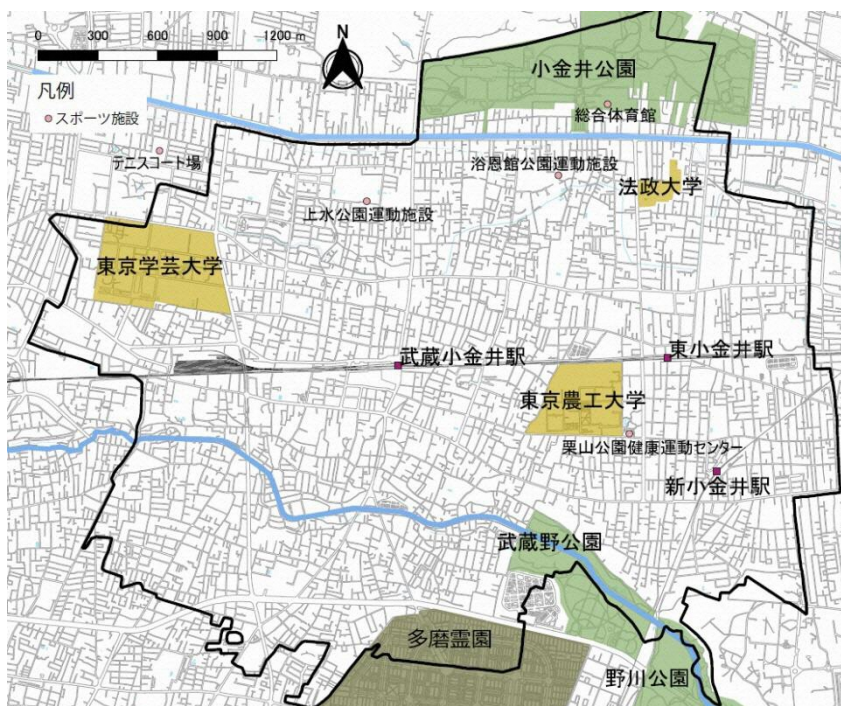 0 300 600 900 1200 m
N
凡例
スポーツ施設
小金井公園
総合体育館
テニスコート場
浴恩館公園運動施設
法政大学
上水公園運動施設
東京学芸大学
武蔵小金井駅
東小金井駅
東京農工大学
栗山公園健康運動センター
新小金井駅
武蔵野公園
多磨霊園
野川公園